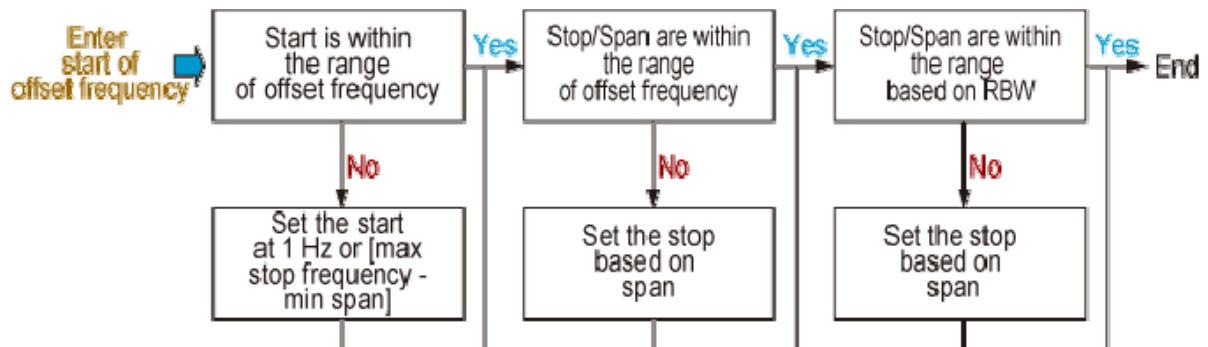 Enter
start of
offset frequency
Start is within
the range
of offset frequency
Yes
Stop/Span are within
the range
of offset frequency
Yes
Stop/Span are within
the range
based on RBW
Yes
End
No
No
No
Set the start
at 1 Hz or [max
stop frequency -
min span]
Set the stop
based on
span
Set the stop
based on
span